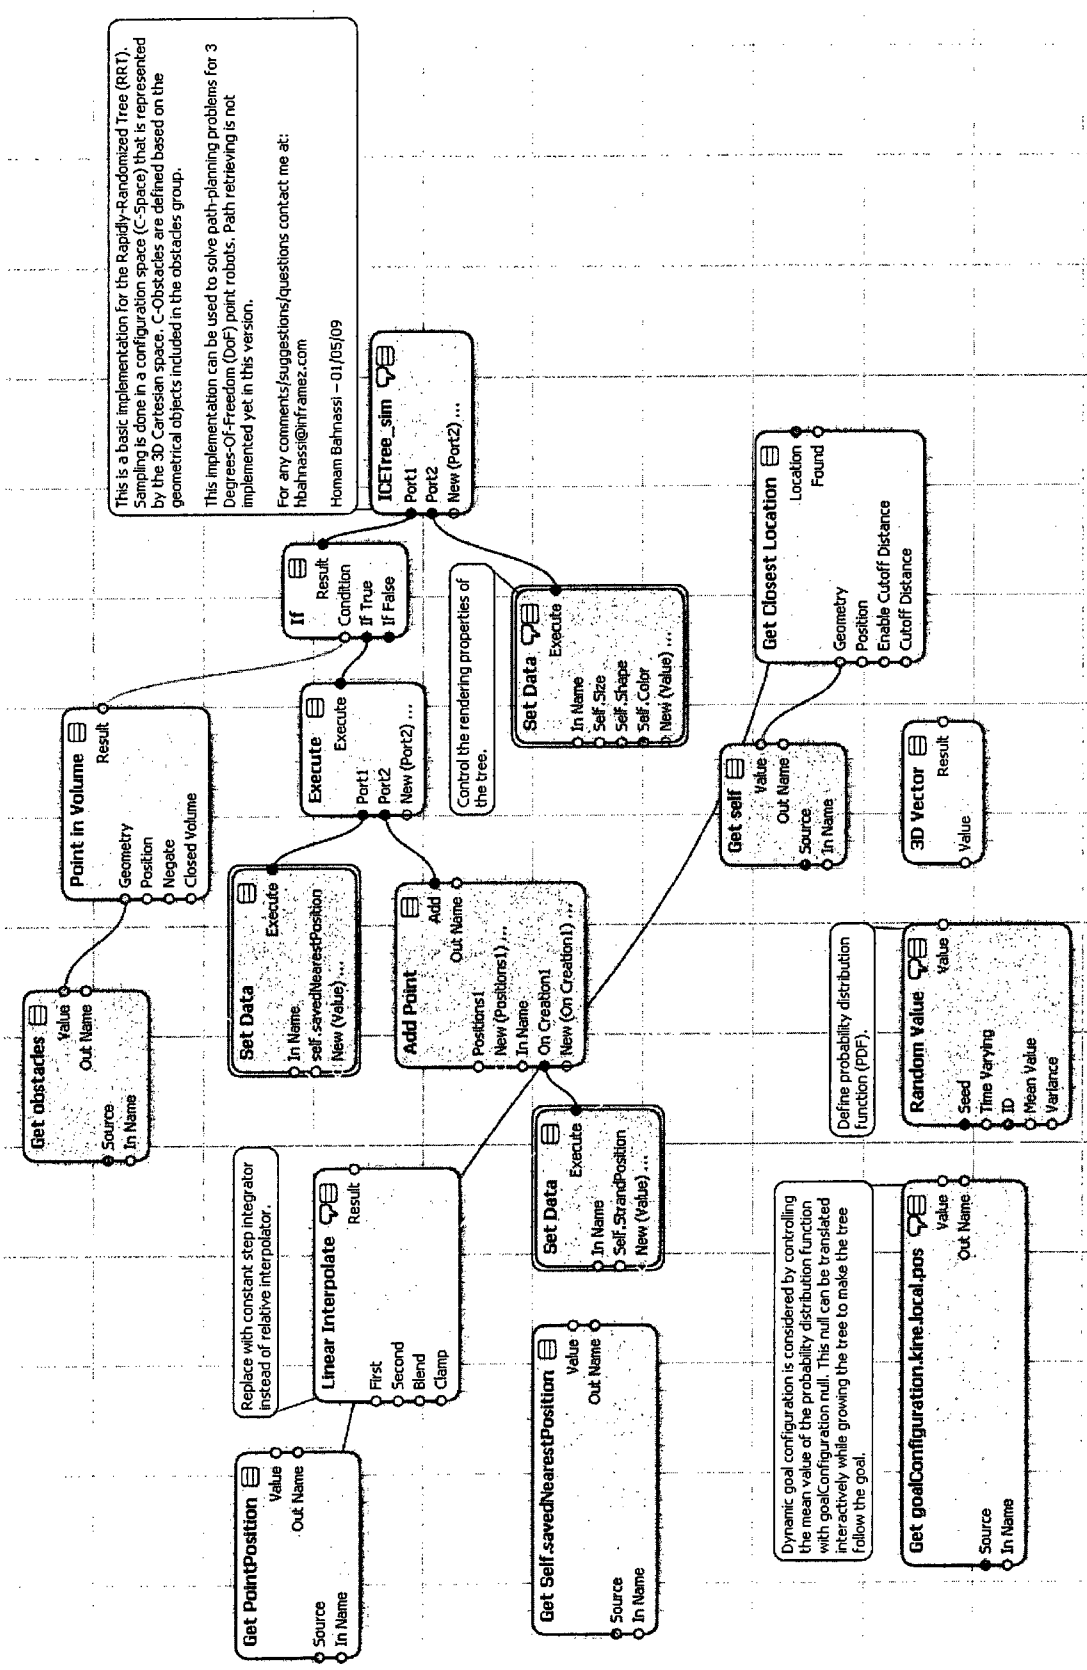 This is a basic implementation for the Rapidly-Randomized Tree (RRT).
Sampling is done in a configuration space (C-Space) that is represented
by the 3D Cartesian space. C-Obstacles are defined based on the
geometrical objects included in the obstacles group.
This implementation can be used to solve path-planing problems for 3
Degrees-Of-Freedom (DoF) point robots. Path retrieving is not
implemented yet in this version.
For any comments/suggestions/questions contact me at:
hbahnassi@inframez.com
Homam Bahnassi – 01/05/09
Get obstacles
Value
Out Name
Source
In Name
Point in Volume
Result
Geometry
Position
Negate
Closed Volume
If
Result
Condition
If True
If False
ICETree_sim
Port1
Port2
New (Port2) ...
Execute
Execute
Port1
Port2
New (Port2) ...
Set Data
Execute
In Name
self.savedNearestPosition
New (Value) ...
Add Point
Add
Out Name
Positions1
New (Positions1) ...
In Name
On Creation1
New (On Creation1) ...
Control the rendering properties of
the tree.
Set Data
Execute
In Name
Self.Size
Self.Shape
Self.Color
New (Value) ...
Replace with constant step integrator
instead of relative interpolator.
Linear Interpolate
Result
First
Second
Blend
Clamp
Get PointPosition
Value
Out Name
Source
In Name
Set Data
Execute
In Name
Self.StrandPosition
New (Value) ...
Get Self.savedNearestPosition
Value
Out Name
Source
In Name
Get self
Value
Out Name
Source
In Name
Get Closest Location
Location
Found
Geometry
Position
Enable Cutoff Distance
Cutoff Distance
Dynamic goal configuration is considered by controlling
the mean value of the probability distribution function
with goalConfiguration null. This null can be translated
interactively while growing the tree to make the tree
follow the goal.
Get goalConfiguration.kine.local.pos
Value
Out Name
Source
In Name
Define probability distribution
function (PDF).
Random Value
Value
Seed
Time Varying
ID
Mean Value
Variance
3D Vector
Result
Value